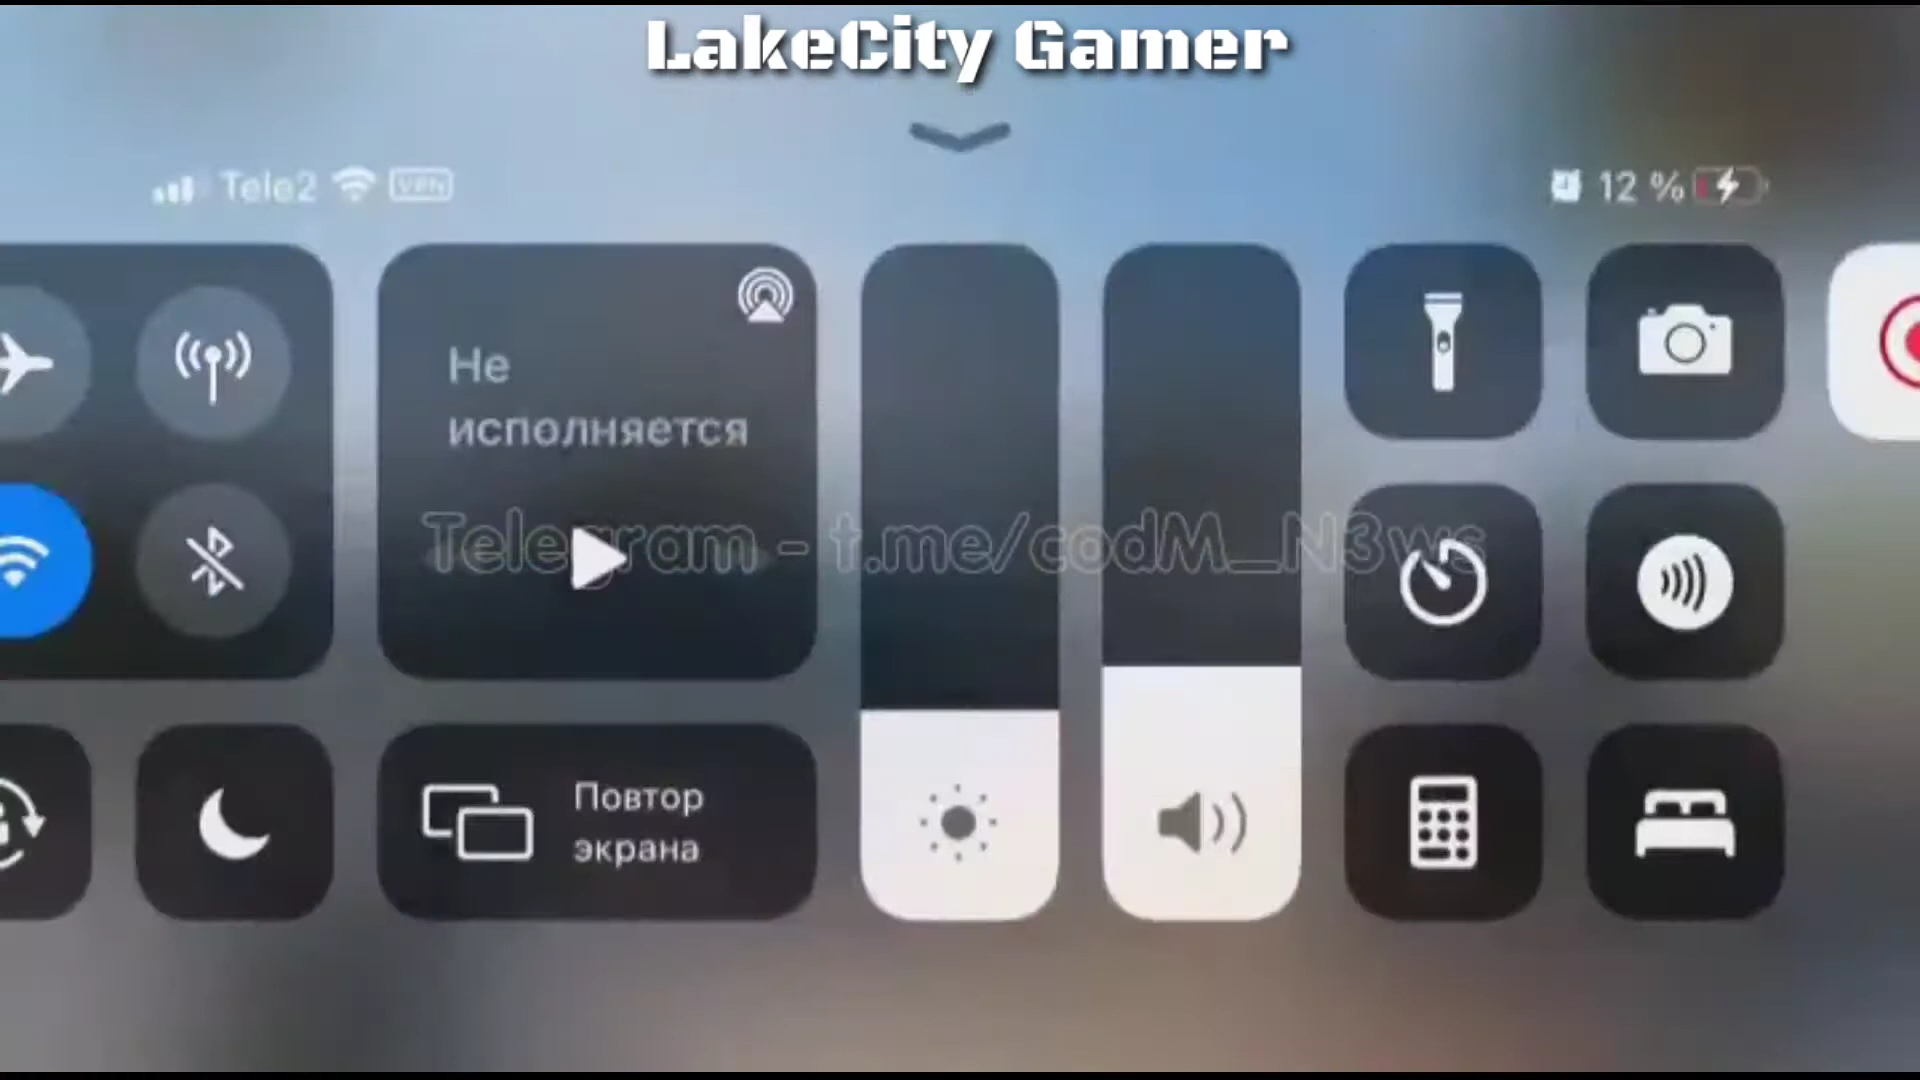 LakeCity Gamer
Tele2 VPN
12 %
Не
исполняется
Telegram - t.me/codM_N3ws
Повтор
экрана